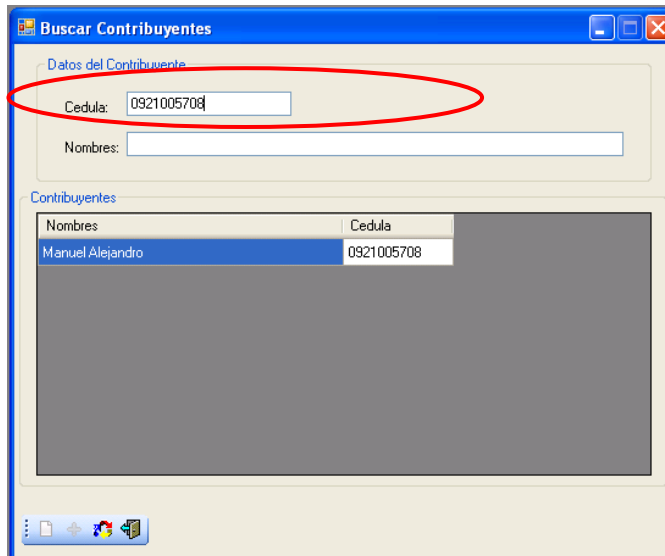 Buscar Contribuyentes
Datos del Contribuyente
Cedula: 0921005708
Nombres:
Contribuyentes
Nombres Cedula
Manuel Alejandro 0921005708